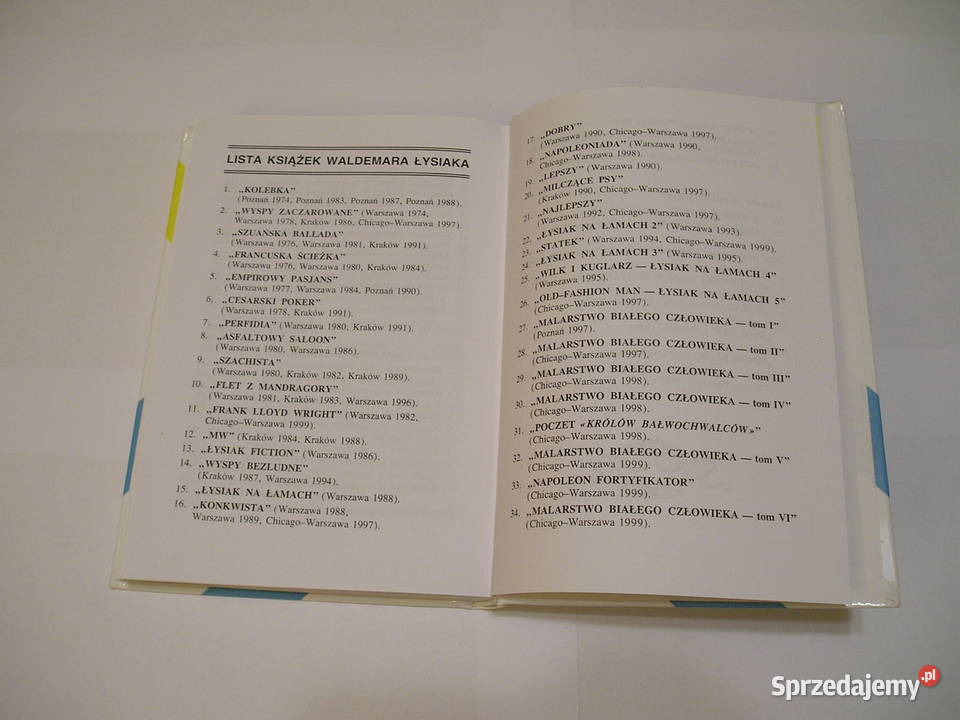 LISTA KSIĄŻEK WALDEMARA ŁYSIAKA
1. „KOLEBKA”
(Poznań 1974, Poznań 1983, Poznań 1987, Poznań 1988).
2. „WYSPY ZACZAROWANE” (Warszawa 1974,
Warszawa 1978, Kraków 1986, Chicago–Warszawa 1997).
3. „SZUAŃSKA BALLADA”
(Warszawa 1976, Warszawa 1981, Kraków 1991).
4. „FRANCUSKA ŚCIEŻKA”
(Warszawa 1976, Warszawa 1980, Kraków 1984).
5. „EMPIROWY PASJANS”
(Warszawa 1977, Warszawa 1984, Poznań 1990).
6. „CESARSKI POKER”
(Warszawa 1978, Kraków 1991).
7. „PERFIDIA” (Warszawa 1980, Kraków 1991).
8. „ASFALTOWY SALOON”
(Warszawa 1980, Warszawa 1986).
9. „SZACHISTA”
(Warszawa 1980, Kraków 1982, Kraków 1989).
10. „FLET Z MANDRAGORY”
(Warszawa 1981, Kraków 1983, Warszawa 1996).
11. „FRANK LLOYD WRIGHT” (Warszawa 1982,
Chicago–Warszawa 1999).
12. „MW” (Kraków 1984, Kraków 1988).
13. „ŁYSIAK FICTION” (Warszawa 1986).
14. „WYSPY BEZLUDNE”
(Kraków 1987, Warszawa 1994).
15. „ŁYSIAK NA ŁAMACH” (Warszawa 1988).
16. „KONKWISTA” (Warszawa 1988,
Warszawa 1989, Chicago–Warszawa 1997).
17. „DOBRY”
(Warszawa 1990, Chicago–Warszawa 1997).
18. „NAPOLEONIADA” (Warszawa 1990,
Chicago–Warszawa 1998).
19. „LEPSZY” (Warszawa 1990).
20. „MILCZĄCE PSY”
(Kraków 1990, Chicago–Warszawa 1997).
21. „NAJLEPSZY”
(Warszawa 1992, Chicago–Warszawa 1997).
22. „ŁYSIAK NA ŁAMACH 2” (Warszawa 1993).
23. „STATEK” (Warszawa 1994, Chicago–Warszawa 1999).
24. „ŁYSIAK NA ŁAMACH 3” (Warszawa 1995).
25. „WILK I KUGLARZ — ŁYSIAK NA ŁAMACH 4”
(Warszawa 1995).
26. „OLD–FASHION MAN — ŁYSIAK NA ŁAMACH 5”
(Chicago–Warszawa 1997).
27. „MALARSTWO BIAŁEGO CZŁOWIEKA — tom I”
(Poznań 1997).
28. „MALARSTWO BIAŁEGO CZŁOWIEKA — tom II”
(Chicago–Warszawa 1997).
29. „MALARSTWO BIAŁEGO CZŁOWIEKA — tom III”
(Chicago–Warszawa 1998).
30. „MALARSTWO BIAŁEGO CZŁOWIEKA — tom IV”
(Chicago–Warszawa 1998).
31. „POCZET «KRÓLÓW BAŁWOCHWALCÓW»”
(Chicago–Warszawa 1998).
32. „MALARSTWO BIAŁEGO CZŁOWIEKA — tom V”
(Chicago–Warszawa 1999).
33. „NAPOLEON FORTYFIKATOR”
(Chicago–Warszawa 1999).
34. „MALARSTWO BIAŁEGO CZŁOWIEKA — tom VI”
(Chicago–Warszawa 1999).
Sprzedajemy.pl